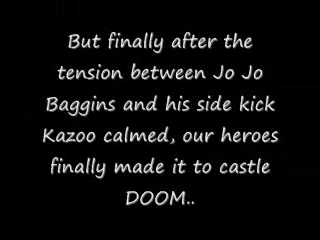 But finally after the
tension between Jo Jo
Baggins and his side kick
Kazoo calmed, our heroes
finally made it to castle
DOOM..